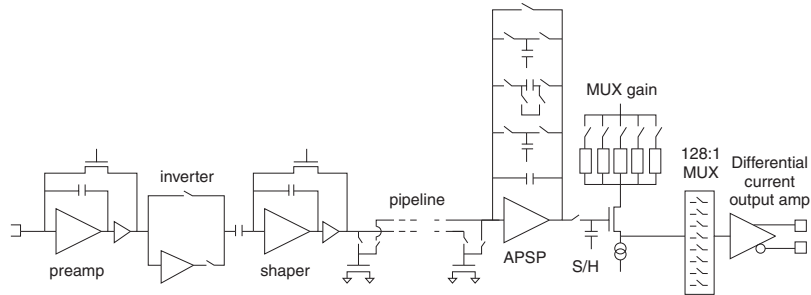 MUX gain
128:1
MUX
Differential
current
output amp
inverter
pipeline
preamp
shaper
APSP
S/H